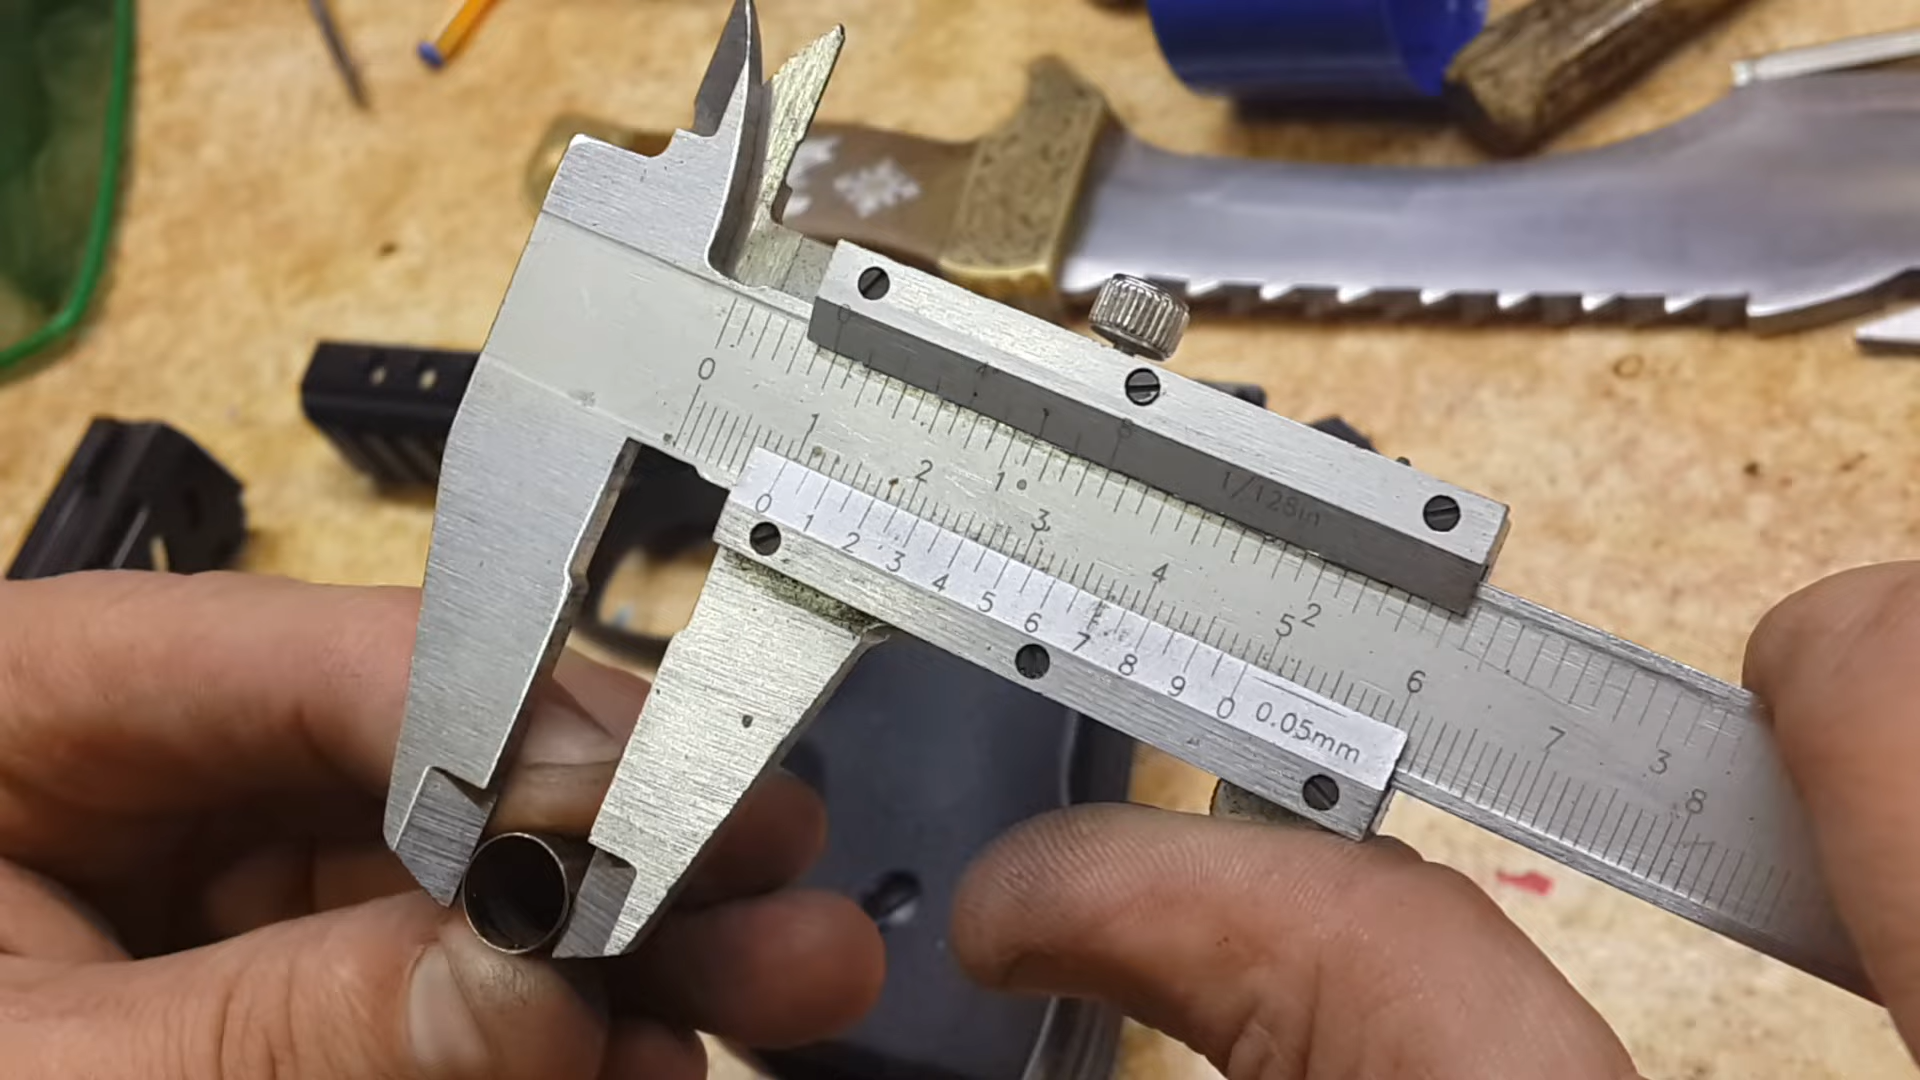 0
4
8
1/128in
0 1 2 3
1 2 3 4 5 6 7 8
0 1 2 3 4 5 6 7 8 9 0 0.05mm